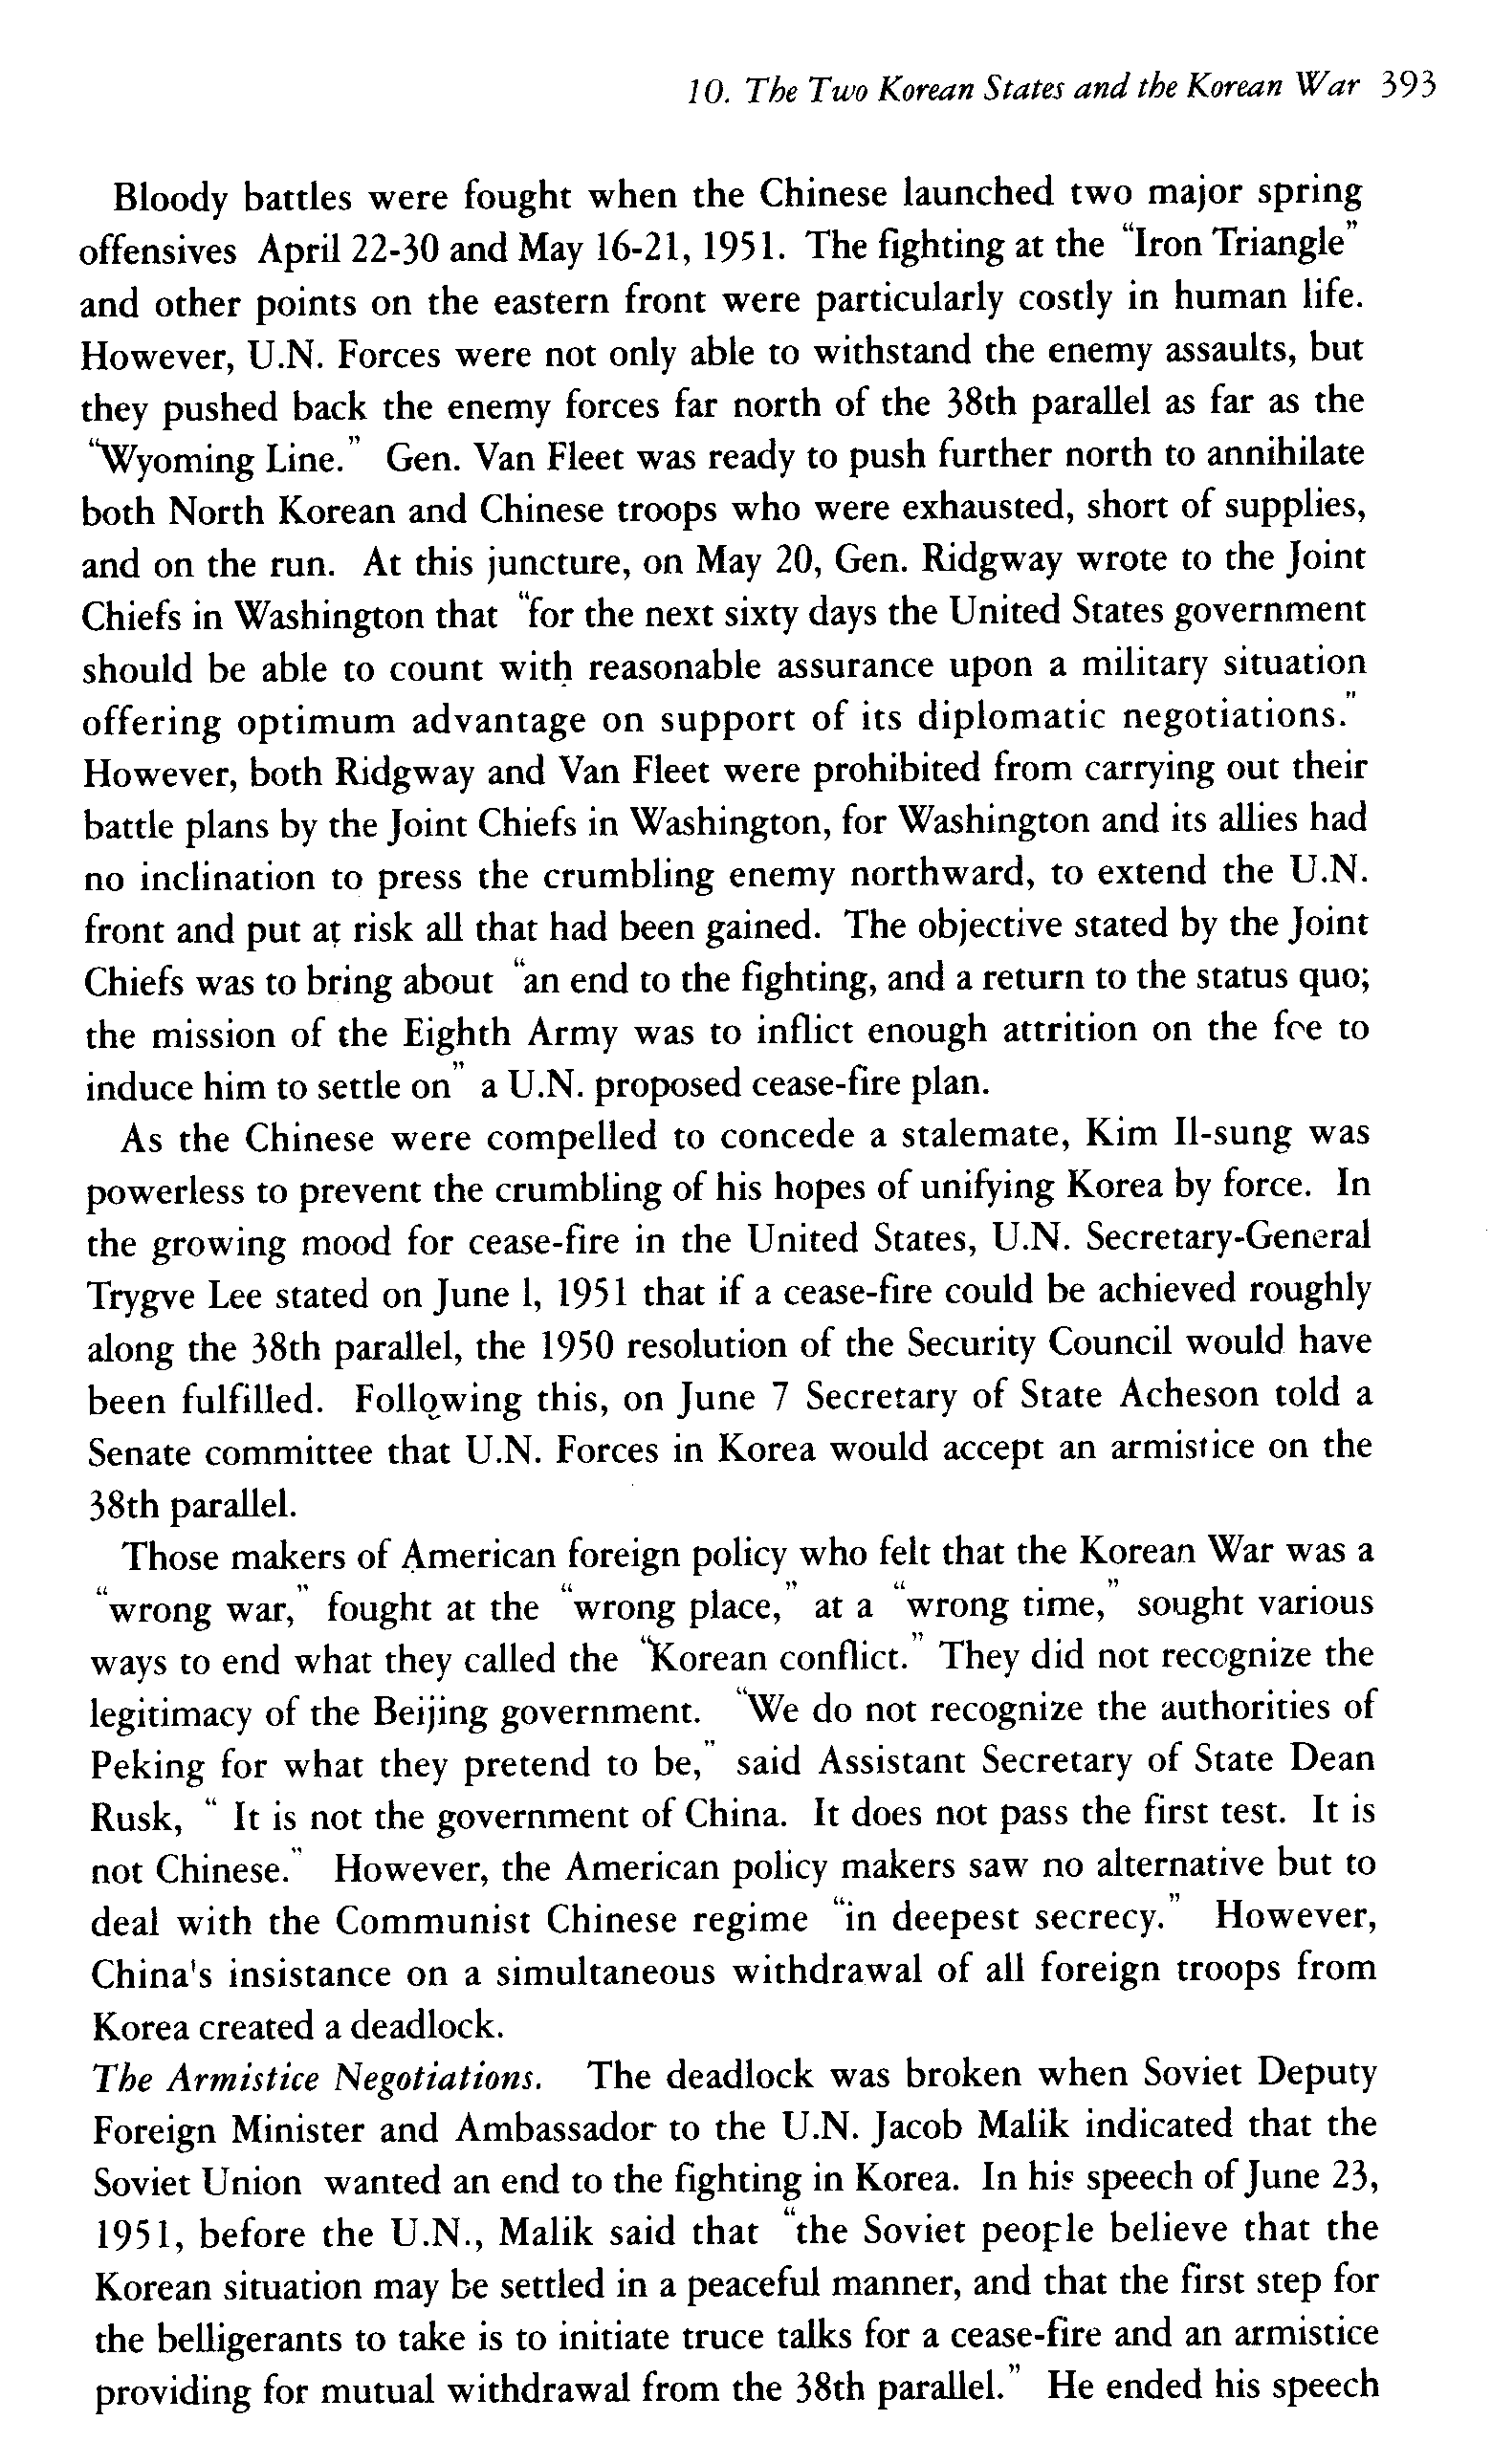 10. The Two Korean States and the Korean War 393
Bloody battles were fought when the Chinese launched two major spring
offensives April 22-30 and May 16-21, 1951. The fighting at the "Iron Triangle"
and other points on the eastern front were particularly costly in human life.
However, U.N. Forces were not only able to withstand the enemy assaults, but
they pushed back the enemy forces far north of the 38th parallel as far as the
"Wyoming Line." Gen. Van Fleet was ready to push further north to annihilate
both North Korean and Chinese troops who were exhausted, short of supplies,
and on the run. At this juncture, on May 20, Gen. Ridgway wrote to the Joint
Chiefs in Washington that "for the next sixty days the United States government
should be able to count with reasonable assurance upon a military situation
offering optimum advantage on support of its diplomatic negotiations."
However, both Ridgway and Van Fleet were prohibited from carrying out their
battle plans by the Joint Chiefs in Washington, for Washington and its allies had
no inclination to press the crumbling enemy northward, to extend the U.N.
front and put at risk all that had been gained. The objective stated by the Joint
Chiefs was to bring about "an end to the fighting, and a return to the status quo;
the mission of the Eighth Army was to inflict enough attrition on the foe to
induce him to settle on" a U.N. proposed cease-fire plan.
As the Chinese were compelled to concede a stalemate, Kim Il-sung was
powerless to prevent the crumbling of his hopes of unifying Korea by force. In
the growing mood for cease-fire in the United States, U.N. Secretary-General
Trygve Lee stated on June 1, 1951 that if a cease-fire could be achieved roughly
along the 38th parallel, the 1950 resolution of the Security Council would have
been fulfilled. Following this, on June 7 Secretary of State Acheson told a
Senate committee that U.N. Forces in Korea would accept an armistice on the
38th parallel.
Those makers of American foreign policy who felt that the Korean War was a
"wrong war," fought at the "wrong place," at a "wrong time," sought various
ways to end what they called the "Korean conflict." They did not recognize the
legitimacy of the Beijing government. "We do not recognize the authorities of
Peking for what they pretend to be," said Assistant Secretary of State Dean
Rusk, " It is not the government of China. It does not pass the first test. It is
not Chinese." However, the American policy makers saw no alternative but to
deal with the Communist Chinese regime "in deepest secrecy." However,
China's insistance on a simultaneous withdrawal of all foreign troops from
Korea created a deadlock.
The Armistice Negotiations. The deadlock was broken when Soviet Deputy
Foreign Minister and Ambassador to the U.N. Jacob Malik indicated that the
Soviet Union wanted an end to the fighting in Korea. In his speech of June 23,
1951, before the U.N., Malik said that "the Soviet people believe that the
Korean situation may be settled in a peaceful manner, and that the first step for
the belligerants to take is to initiate truce talks for a cease-fire and an armistice
providing for mutual withdrawal from the 38th parallel." He ended his speech